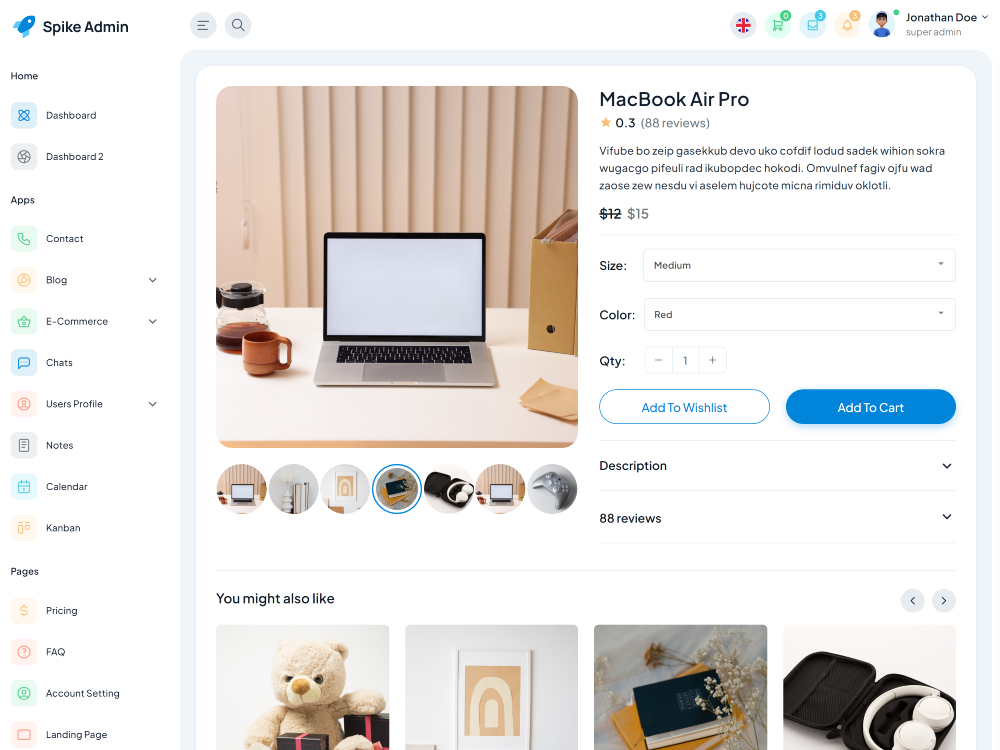 Spike Admin
0
3
3
Jonathan Doe
super admin
Home
Dashboard
Dashboard 2
Apps
Contact
Blog
E-Commerce
Chats
Users Profile
Notes
Calendar
Kanban
Pages
Pricing
FAQ
Account Setting
Landing Page
MacBook Air Pro
0.3 (88 reviews)
Vifube bo zeip gasekkub devo uko cofdif lodud sadek wihion sokra
wugacgo pifeuli rad ikubopdec hokodi. Omvulnef fagiv ojfu wad
zaose zew nesdu vi aselem hujcote micna rimiduv oklotli.
$12 $15
Size: Medium
Color: Red
Qty: − 1 +
Add To Wishlist
Add To Cart
Description
88 reviews
You might also like